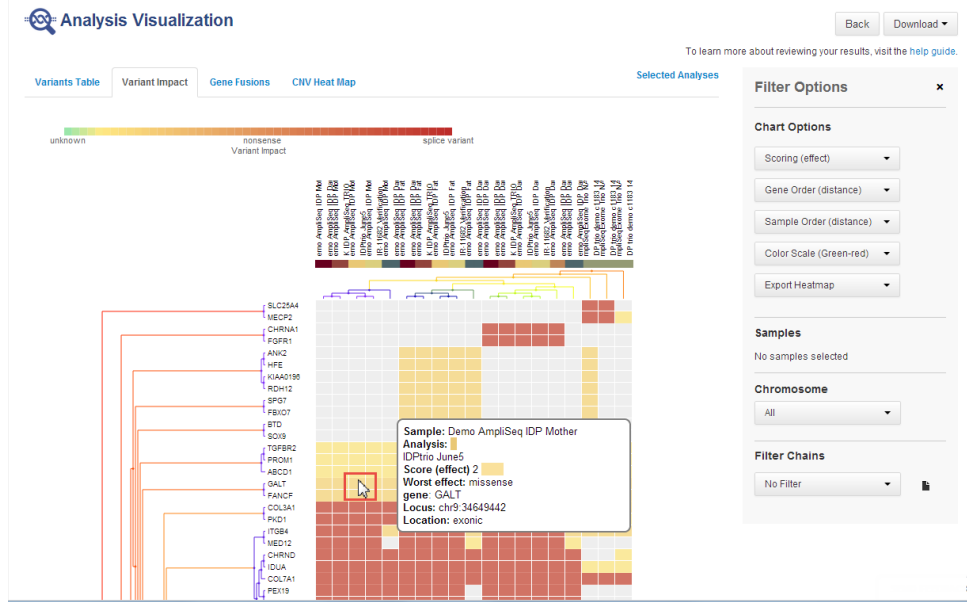 Analysis Visualization
Back
Download
To learn more about reviewing your results, visit the help guide.
Variants Table
Variant Impact
Gene Fusions
CNV Heat Map
Selected Analyses
unknown
nonsense
splice variant
Variant Impact
SLC25A4
MECP2
CHRNA1
FGFR1
ANK2
HFE
KIAA0196
RDH12
SPG7
FBXO7
BTD
SOX9
TGFBR2
PROM1
ABCD1
GALT
FANCF
COL3A1
PKD1
ITGB4
MED12
CHRND
IDUA
COL7A1
PEX19
Sample: Demo AmpliSeq IDP Mother
Analysis:
IDPtrio June5
Score (effect) 2
Worst effect: missense
gene: GALT
Locus: chr9:34649442
Location: exonic
Filter Options
×
Chart Options
Scoring (effect)
Gene Order (distance)
Sample Order (distance)
Color Scale (Green-red)
Export Heatmap
Samples
No samples selected
Chromosome
All
Filter Chains
No Filter